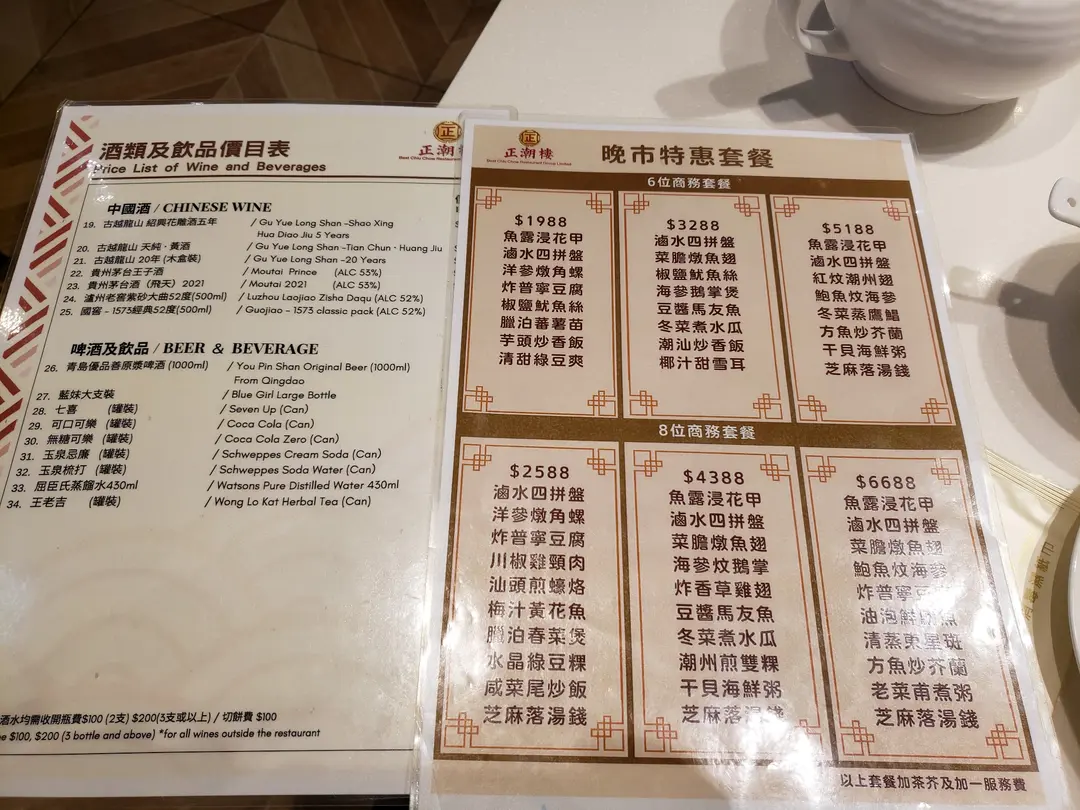 酒類及飲品價目表
Price List of Wine and Beverages
正潮樓
中國酒 / CHINESE WINE
19. 古越龍山 紹興花雕酒五年 / Gu Yue Long Shan -Shao Xing
Hua Diao Jiu 5 Years
20. 古越龍山 天純·黃酒 / Gu Yue Long Shan -Tian Chun · Huang Jiu
21. 古越龍山 20年 (木盒裝) / Gu Yue Long Shan -20 Years
22. 貴州茅台王子酒 / Moutai Prince (ALC 53%)
23. 貴州茅台酒（飛天）2021 / Moutai 2021 (ALC 53%)
24. 瀘州老窖紫砂大曲52度(500ml) / Luzhou Laojiao Zisha Daqu (ALC 52%)
25. 國窖 - 1573經典52度(500ml) / Guojiao - 1573 classic pack (ALC 52%)
啤酒及飲品 / BEER & BEVERAGE
26. 青島優品善原漿啤酒 (1000ml) / You Pin Shan Original Beer (1000ml)
From Qingdao
27. 藍妹大支裝 / Blue Girl Large Bottle
28. 七喜 (罐裝) / Seven Up (Can)
29. 可口可樂 (罐裝) / Coca Cola (Can)
30. 無糖可樂 (罐裝) / Coca Cola Zero (Can)
31. 玉泉忌廉 (罐裝) / Schweppes Cream Soda (Can)
32. 玉泉梳打 (罐裝) / Schweppes Soda Water (Can)
33. 屈臣氏蒸餾水430ml / Watsons Pure Distilled Water 430ml
34. 王老吉 (罐裝) / Wong Lo Kat Herbal Tea (Can)
酒水均需收開瓶費$100 (2支) $200(3支或以上) / 切餅費 $100
$100, $200 (3 bottle and above) *for all wines outside the restaurant
正潮樓
晚市特惠套餐
6位商務套餐
$1988
魚露浸花甲
滷水四拼盤
洋參燉角螺
炸普寧豆腐
椒鹽魷魚絲
臘泊蕃薯苗
芋頭炒香飯
清甜綠豆爽
$3288
滷水四拼盤
菜膽燉魚翅
椒鹽魷魚絲
海參鵝掌煲
豆醬馬友魚
冬菜煮水瓜
潮汕炒香飯
椰汁甜雪耳
$5188
魚露浸花甲
滷水四拼盤
紅炆潮州翅
鮑魚炆海參
冬菜蒸鷹鯧
方魚炒芥蘭
干貝海鮮粥
芝麻落湯錢
8位商務套餐
$2588
滷水四拼盤
洋參燉角螺
炸普寧豆腐
川椒雞頸肉
汕頭煎蠔烙
梅汁黃花魚
臘泊春菜煲
水晶綠豆粿
咸菜尾炒飯
芝麻落湯錢
$4388
魚露浸花甲
滷水四拼盤
菜膽燉魚翅
海參炆鵝掌
炸香草雞翅
豆醬馬友魚
冬菜煮水瓜
潮州煎雙粿
干貝海鮮粥
芝麻落湯錢
$6688
魚露浸花甲
滷水四拼盤
菜膽燉魚翅
鮑魚炆海參
炸普寧豆腐
油泡鮮魷魚
清蒸東星斑
方魚炒芥蘭
老菜甫煮粥
芝麻落湯錢
以上套餐加茶芥及加一服務費